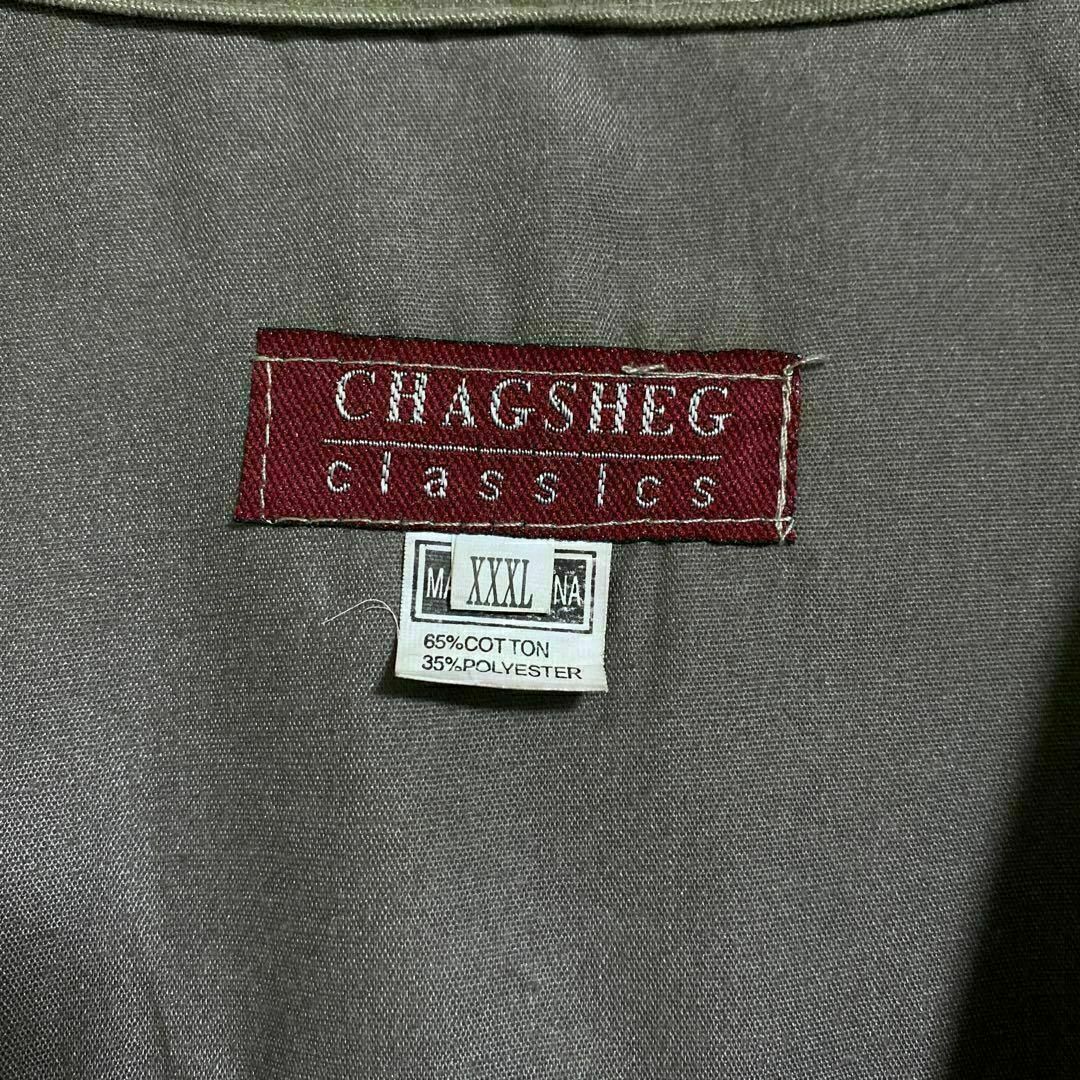 CHAGSHEG
classics
XXXL
65%COTTON
35%POLYESTER